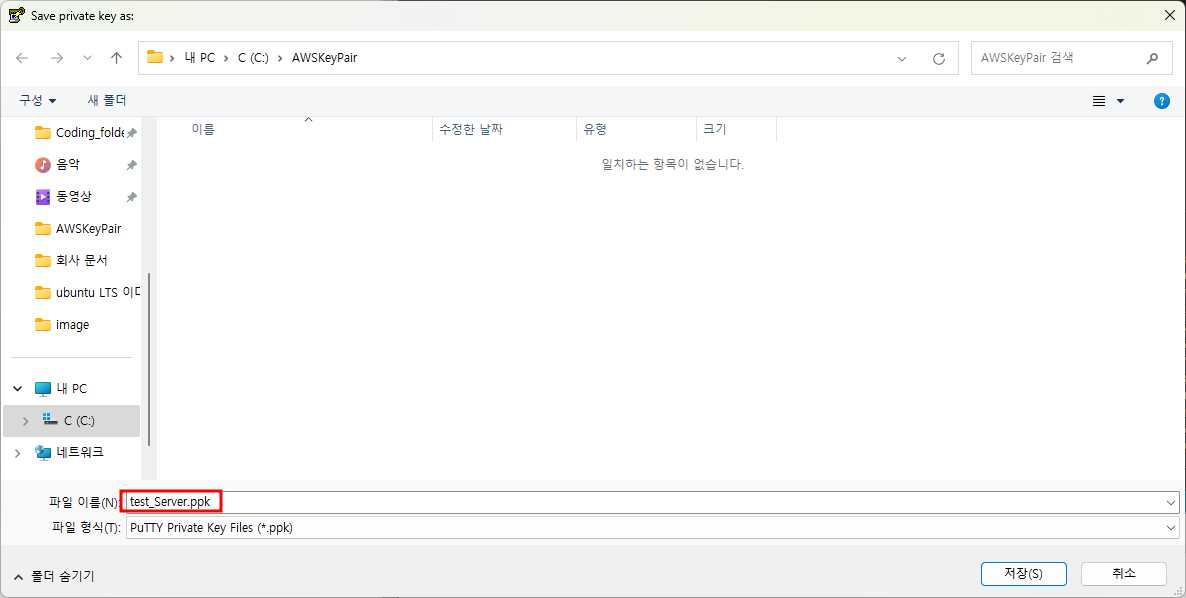 Save private key as:
내 PC > C (C:) > AWSKeyPair
AWSKeyPair 검색
구성 새 폴더
이름 수정한 날짜 유형 크기
일치하는 항목이 없습니다.
Coding_folde
음악
동영상
AWSKeyPair
회사 문서
ubuntu LTS 이
image
내 PC
C (C:)
네트워크
파일 이름(N): test_Server.ppk
파일 형식(T): PuTTY Private Key Files (*.ppk)
폴더 숨기기
저장(S) 취소